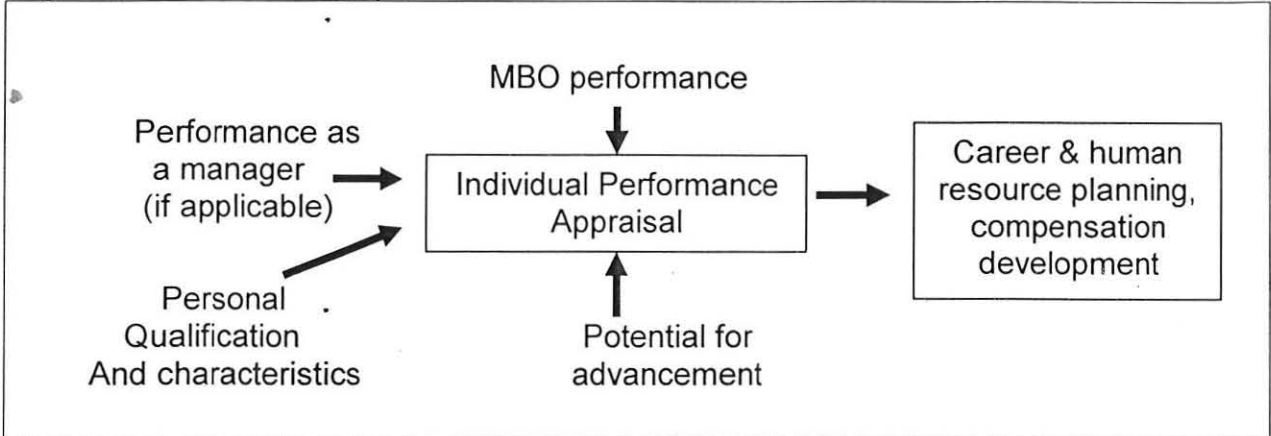 MBO performance
Performance as
a manager
(if applicable)
Individual Performance
Appraisal
Career & human
resource planning,
compensation
development
Personal
Qualification
And characteristics
Potential for
advancement